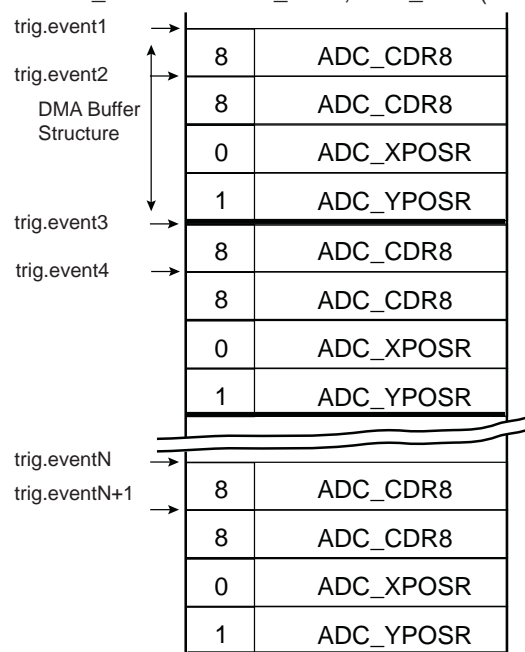 trig.event1
8 ADC_CDR8
trig.event2
8 ADC_CDR8
DMA Buffer
Structure
0 ADC_XPOSR
1 ADC_YPOSR
trig.event3
8 ADC_CDR8
trig.event4
8 ADC_CDR8
0 ADC_XPOSR
1 ADC_YPOSR
trig.eventN
8 ADC_CDR8
trig.eventN+1
8 ADC_CDR8
0 ADC_XPOSR
1 ADC_YPOSR